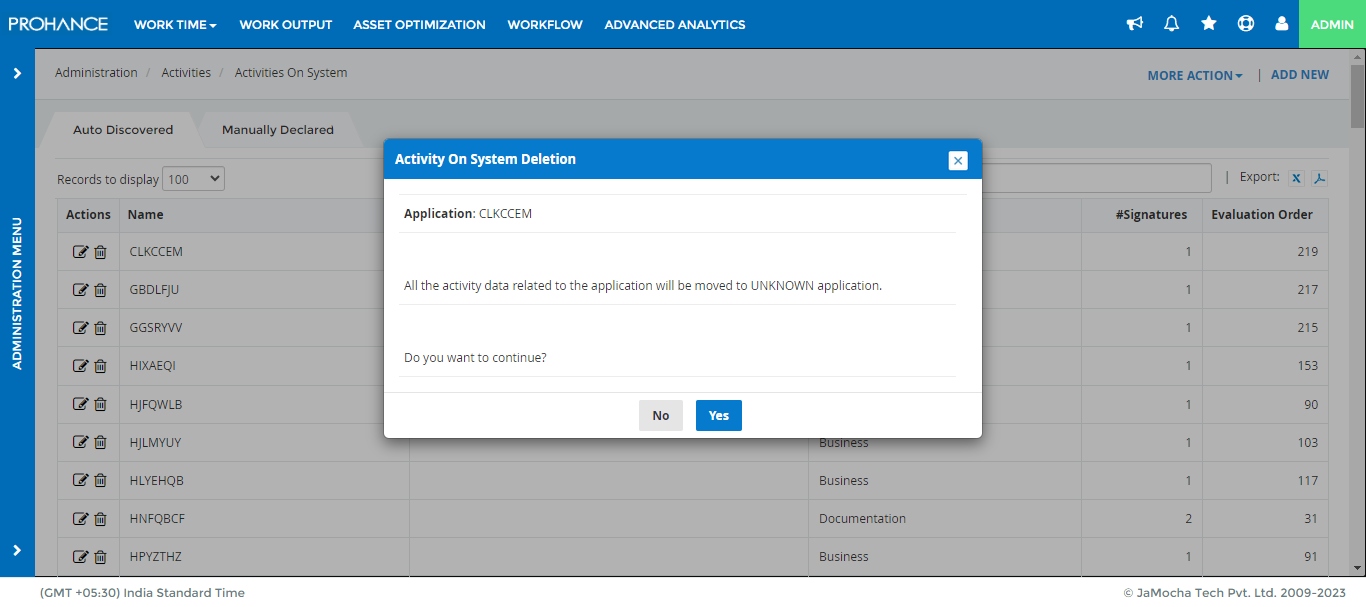 PROHANCE WORK TIME WORK OUTPUT ASSET OPTIMIZATION WORKFLOW ADVANCED ANALYTICS ADMIN
Administration / Activities / Activities On System MORE ACTION | ADD NEW
Auto Discovered Manually Declared
ADMINISTRATION MENU
Records to display 100 | Export:
Actions Name #Signatures Evaluation Order
CLKCCEM 1 219
GBDLFJU 1 217
GGSRYVV 1 215
HIXAEQI 1 153
HJFQWLB 1 90
HJLMYUY Business 1 103
HLYEHQB Business 1 117
HNFQBCF Documentation 2 31
HPYZTHZ Business 1 91
Activity On System Deletion
Application: CLKCCEM
All the activity data related to the application will be moved to UNKNOWN application.
Do you want to continue?
No Yes
(GMT +05:30) India Standard Time © JaMocha Tech Pvt. Ltd. 2009-2023